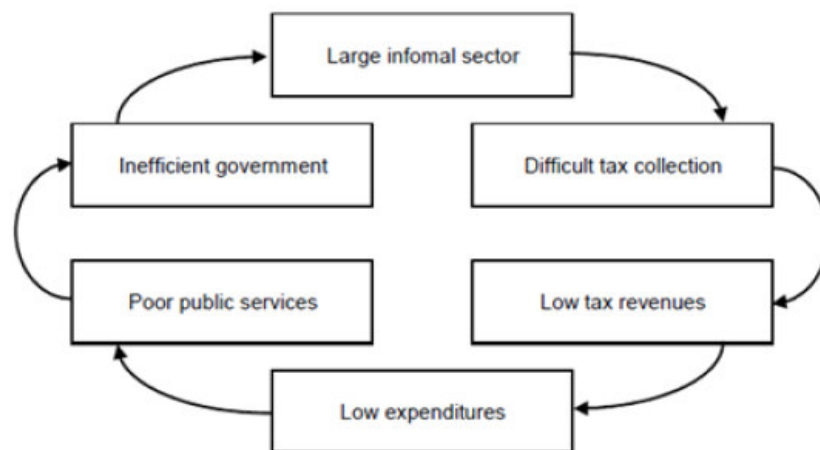 Large infomal sector
Inefficient government
Difficult tax collection
Poor public services
Low tax revenues
Low expenditures